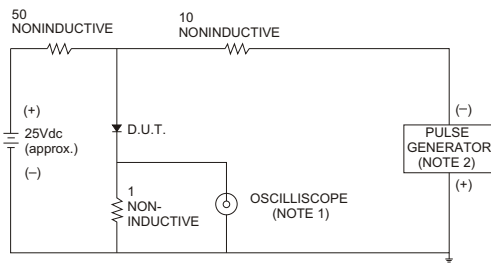 50
NONINDUCTIVE
10
NONINDUCTIVE
(+)
25Vdc
(approx.)
(–)
D.U.T.
1
NON-
INDUCTIVE
OSCILLISCOPE
(NOTE 1)
(–)
PULSE
GENERATOR
(NOTE 2)
(+)